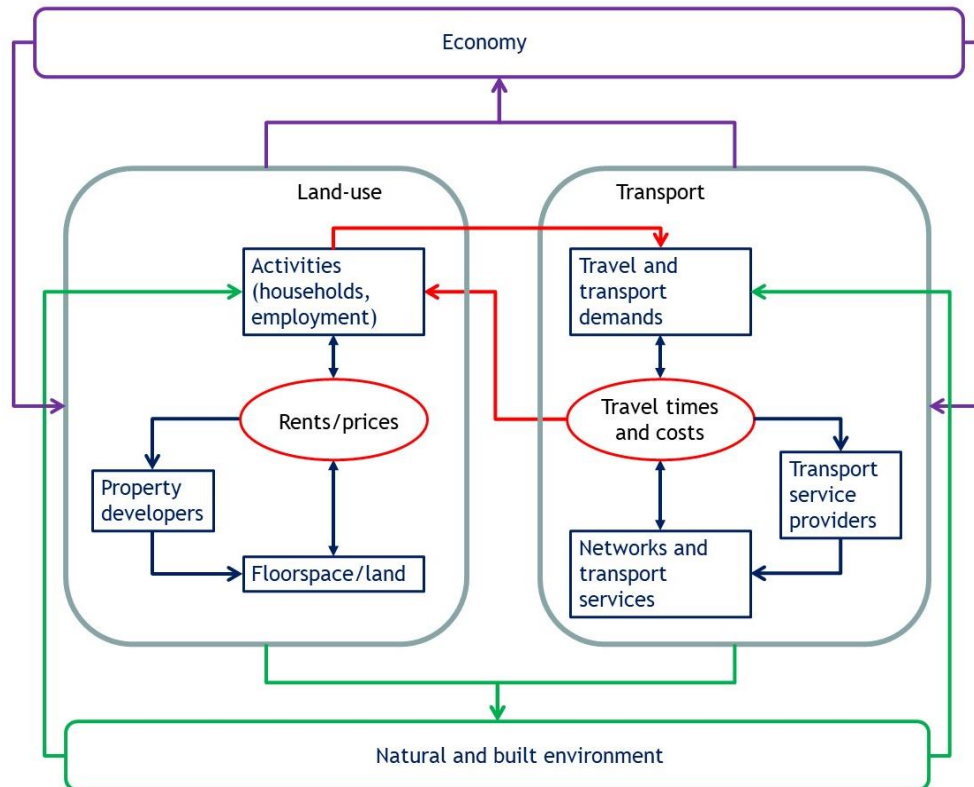 Economy
Land-use
Transport
Activities
(households,
employment)
Travel and
transport
demands
Rents/prices
Travel times
and costs
Property
developers
Transport
service
providers
Floorspace/land
Networks and
transport
services
Natural and built environment